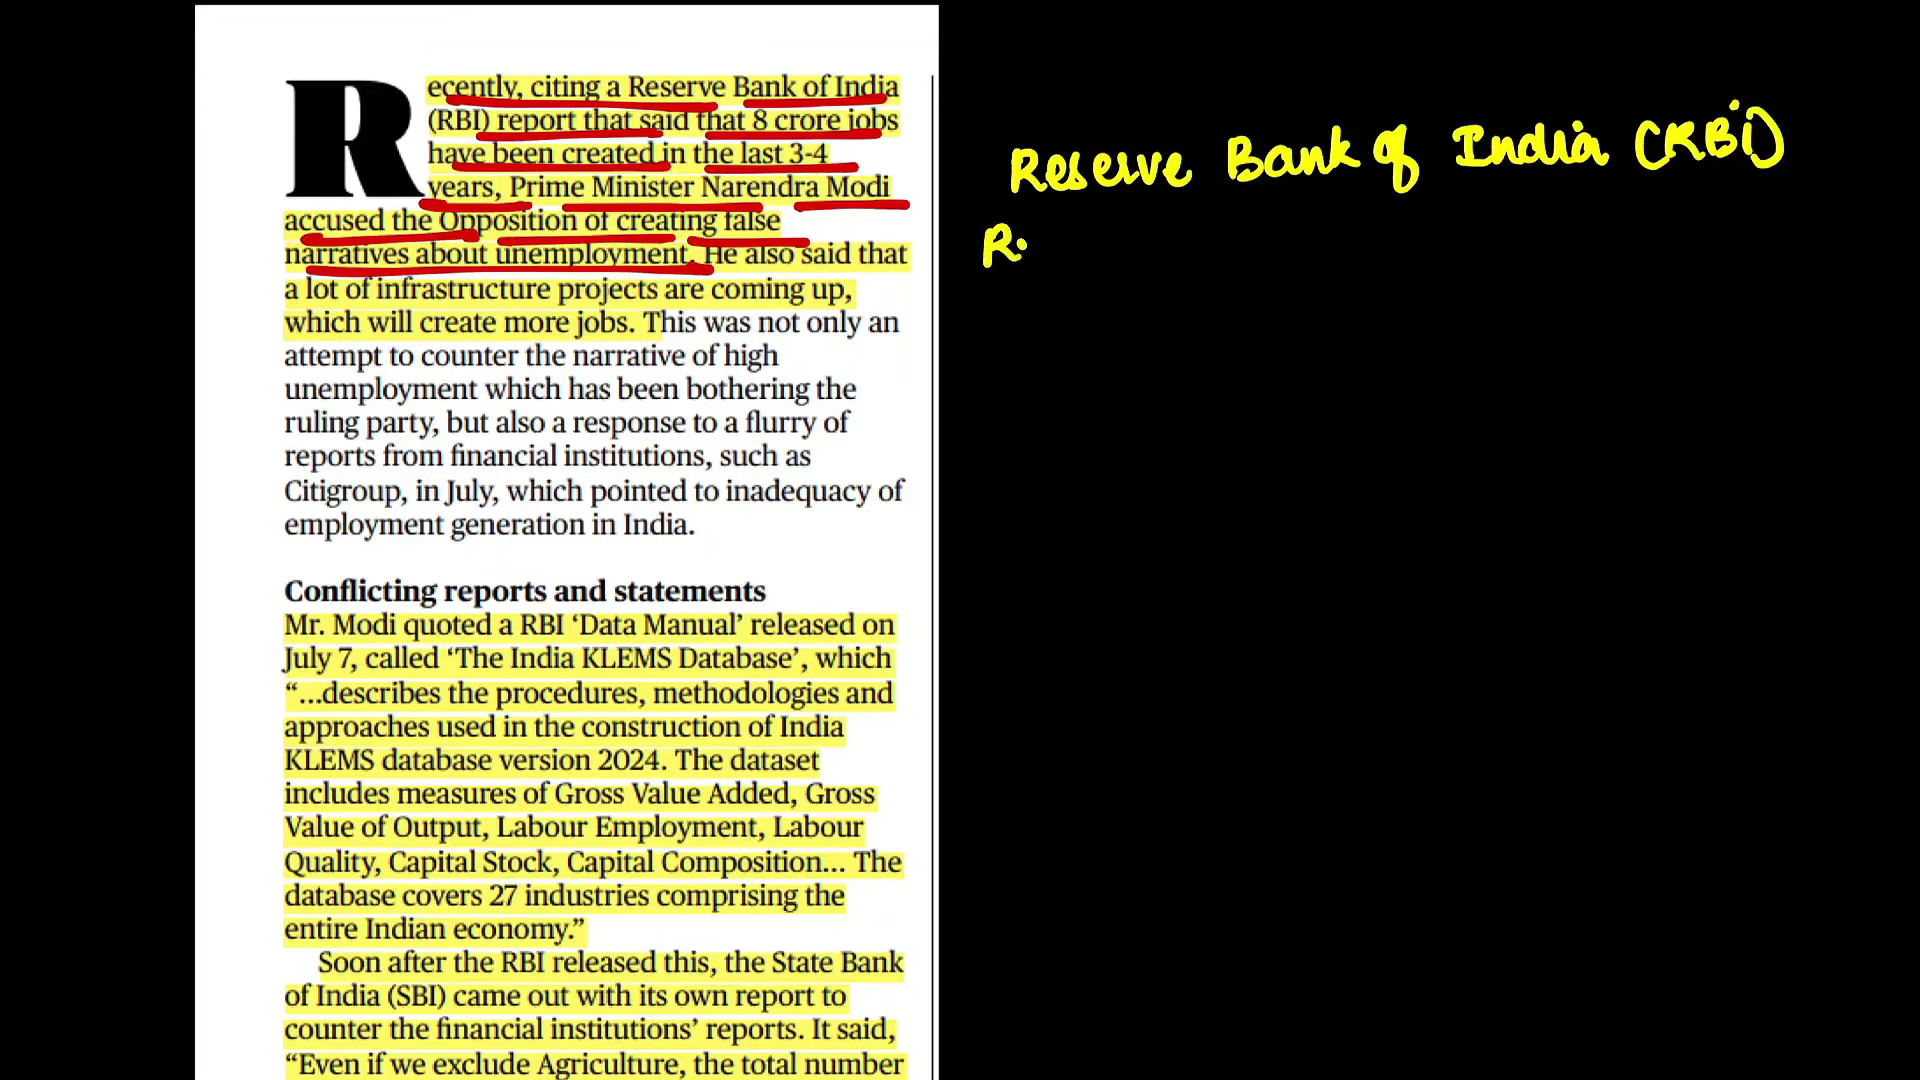 Recently, citing a Reserve Bank of India
(RBI) report that said that 8 crore jobs
have been created in the last 3-4
years, Prime Minister Narendra Modi
accused the Opposition of creating false
narratives about unemployment. He also said that
a lot of infrastructure projects are coming up,
which will create more jobs. This was not only an
attempt to counter the narrative of high
unemployment which has been bothering the
ruling party, but also a response to a flurry of
reports from financial institutions, such as
Citigroup, in July, which pointed to inadequacy of
employment generation in India.
Conflicting reports and statements
Mr. Modi quoted a RBI ‘Data Manual’ released on
July 7, called ‘The India KLEMS Database’, which
“...describes the procedures, methodologies and
approaches used in the construction of India
KLEMS database version 2024. The dataset
includes measures of Gross Value Added, Gross
Value of Output, Labour Employment, Labour
Quality, Capital Stock, Capital Composition... The
database covers 27 industries comprising the
entire Indian economy.”
Soon after the RBI released this, the State Bank
of India (SBI) came out with its own report to
counter the financial institutions’ reports. It said,
“Even if we exclude Agriculture, the total number
Reserve Bank of India (RBi)
R